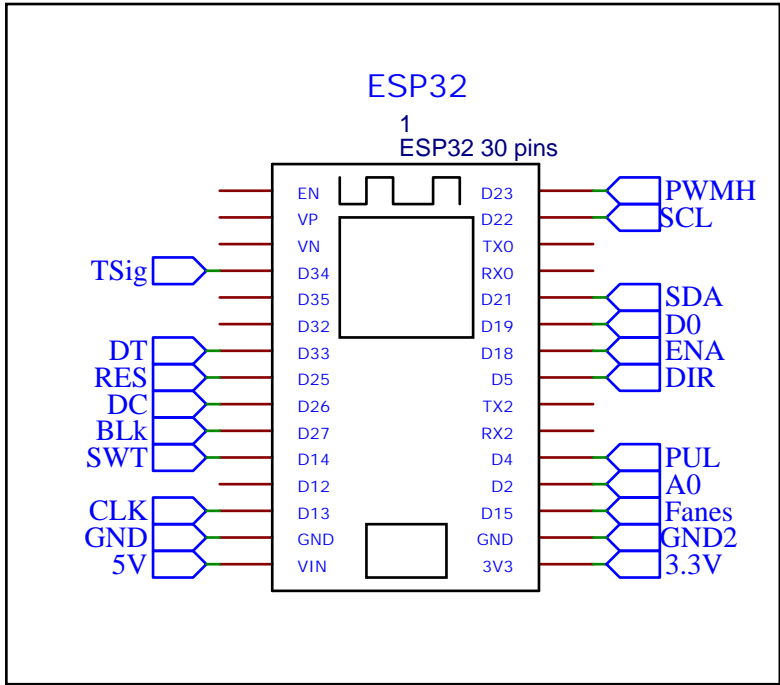 ESP32
1
ESP32 30 pins
EN D23 PWMH
VP D22 SCL
VN TX0
TSig D34 RX0
D35 D21 SDA
D32 D19 D0
DT D33 D18 ENA
RES D25 D5 DIR
DC D26 TX2
BLk D27 RX2
SWT D14 D4 PUL
D12 D2 A0
CLK D13 D15 Fanes
GND GND GND GND2
5V VIN 3V3 3.3V